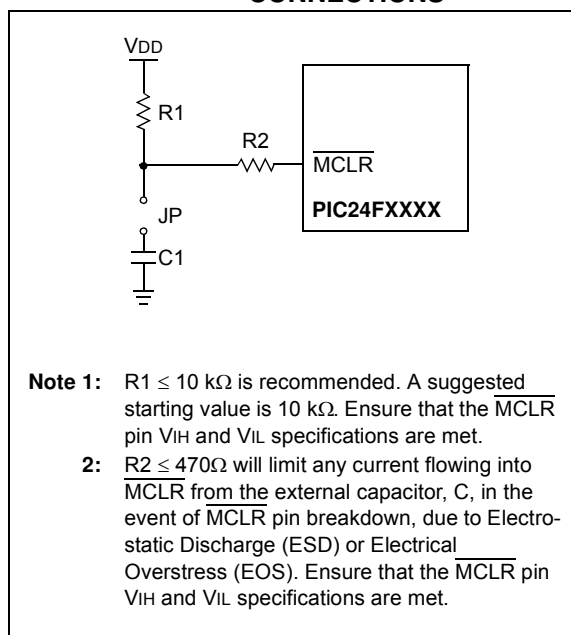 CONNECTIONS
VDD
R1
R2
MCLR
JP
PIC24FXXXX
C1
Note 1: R1 ≤ 10 kΩ is recommended. A suggested
starting value is 10 kΩ. Ensure that the MCLR
pin VIH and VIL specifications are met.
2: R2 ≤ 470Ω will limit any current flowing into
MCLR from the external capacitor, C, in the
event of MCLR pin breakdown, due to Electro-
static Discharge (ESD) or Electrical
Overstress (EOS). Ensure that the MCLR pin
VIH and VIL specifications are met.